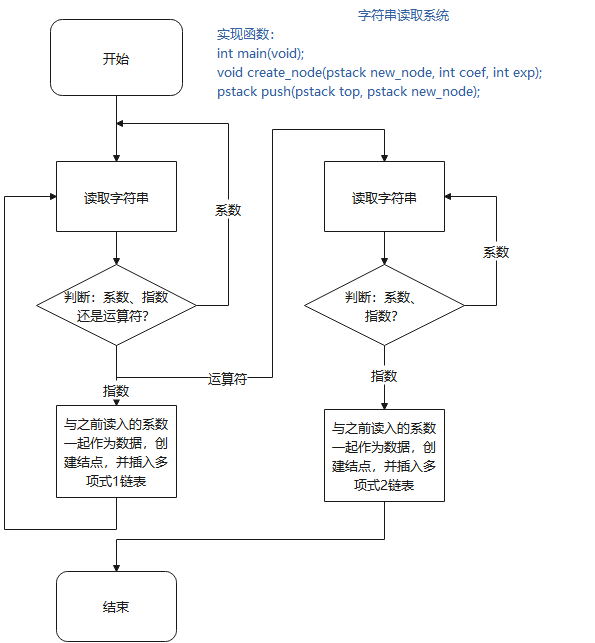 字符串读取系统
实现函数：
int main(void);
void create_node(pstack new_node, int coef, int exp);
pstack push(pstack top, pstack new_node);
开始
读取字符串
系数
判断：系数、指数
还是运算符？
运算符
指数
与之前读入的系数
一起作为数据，创
建结点，并插入多
项式1链表
读取字符串
系数
判断：系数、
指数？
指数
与之前读入的系数
一起作为数据，创
建结点，并插入多
项式2链表
结束